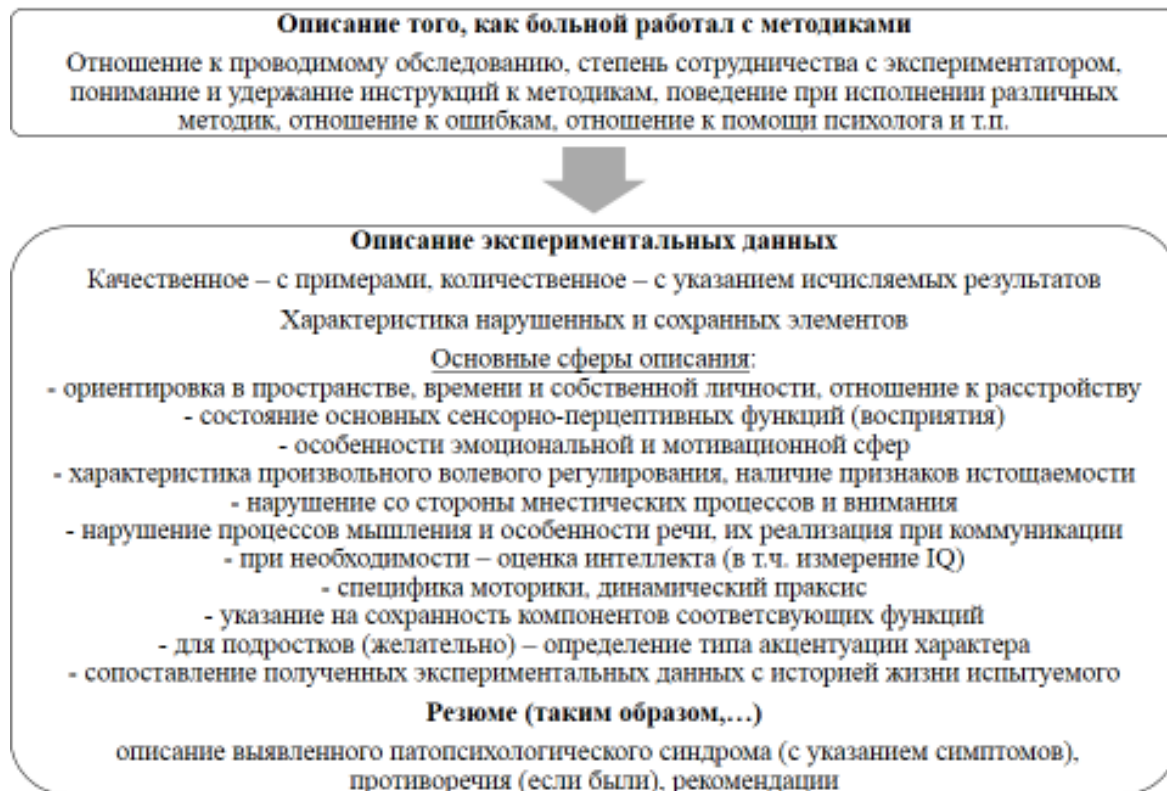 Описание того, как больной работал с методиками
Отношение к проводимому обследованию, степень сотрудничества с экспериментатором,
понимание и удержание инструкций к методикам, поведение при исполнении различных
методик, отношение к ошибкам, отношение к помощи психолога и т.п.
Описание экспериментальных данных
Качественное – с примерами, количественное – с указанием исчисляемых результатов
Характеристика нарушенных и сохранных элементов
Основные сферы описания:
- ориентировка в пространстве, времени и собственной личности, отношение к расстройству
- состояние основных сенсорно-перцептивных функций (восприятия)
- особенности эмоциональной и мотивационной сфер
- характеристика произвольного волевого регулирования, наличие признаков истощаемости
- нарушение со стороны мнестических процессов и внимания
- нарушение процессов мышления и особенности речи, их реализация при коммуникации
- при необходимости – оценка интеллекта (в т.ч. измерение IQ)
- специфика моторики, динамический праксис
- указание на сохранность компонентов соответсвующих функций
- для подростков (желательно) – определение типа акцентуации характера
- сопоставление полученных экспериментальных данных с историей жизни испытуемого
Резюме (таким образом,…)
описание выявленного патопсихологического синдрома (с указанием симптомов),
противоречия (если были), рекомендации